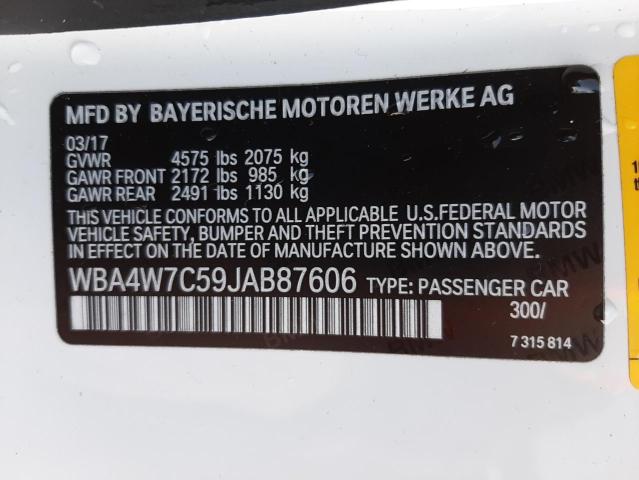 MFD BY BAYERISCHE MOTOREN WERKE AG
03/17
GVWR 4575 lbs 2075 kg
GAWR FRONT 2172 lbs 985 kg
GAWR REAR 2491 lbs 1130 kg
THIS VEHICLE CONFORMS TO ALL APPLICABLE U.S.FEDERAL MOTOR
VEHICLE SAFETY, BUMPER AND THEFT PREVENTION STANDARDS
IN EFFECT ON THE DATE OF MANUFACTURE SHOWN ABOVE.
WBA4W7C59JAB87606 TYPE: PASSENGER CAR
300/
7 315 814